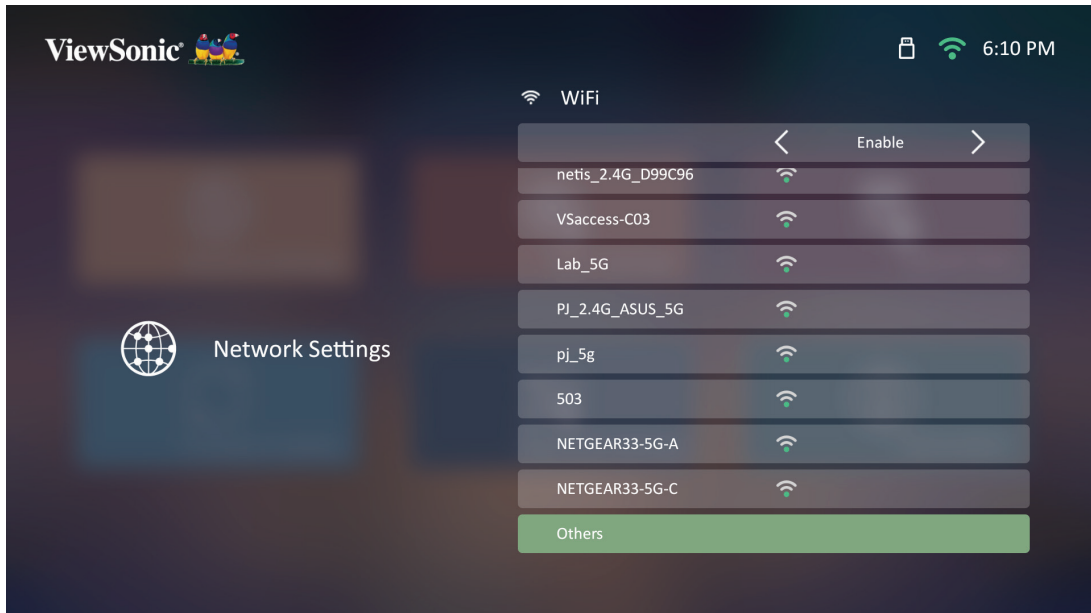 ViewSonic®
6:10 PM
WiFi
Enable
netis_2.4G_D99C96
VSaccess-C03
Lab_5G
PJ_2.4G_ASUS_5G
Network Settings
pj_5g
503
NETGEAR33-5G-A
NETGEAR33-5G-C
Others